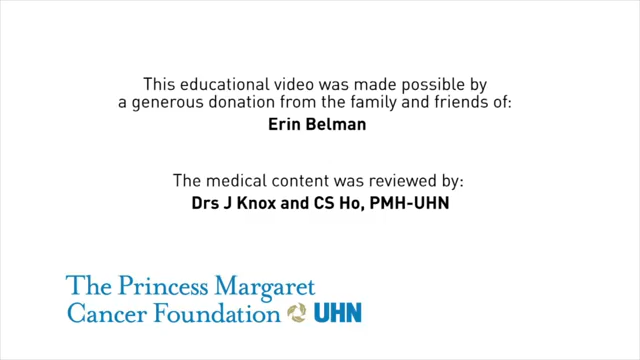 This educational video was made possible by
a generous donation from the family and friends of:
Erin Belman
The medical content was reviewed by:
Drs J Knox and CS Ho, PMH-UHN
The Princess Margaret
Cancer Foundation UHN